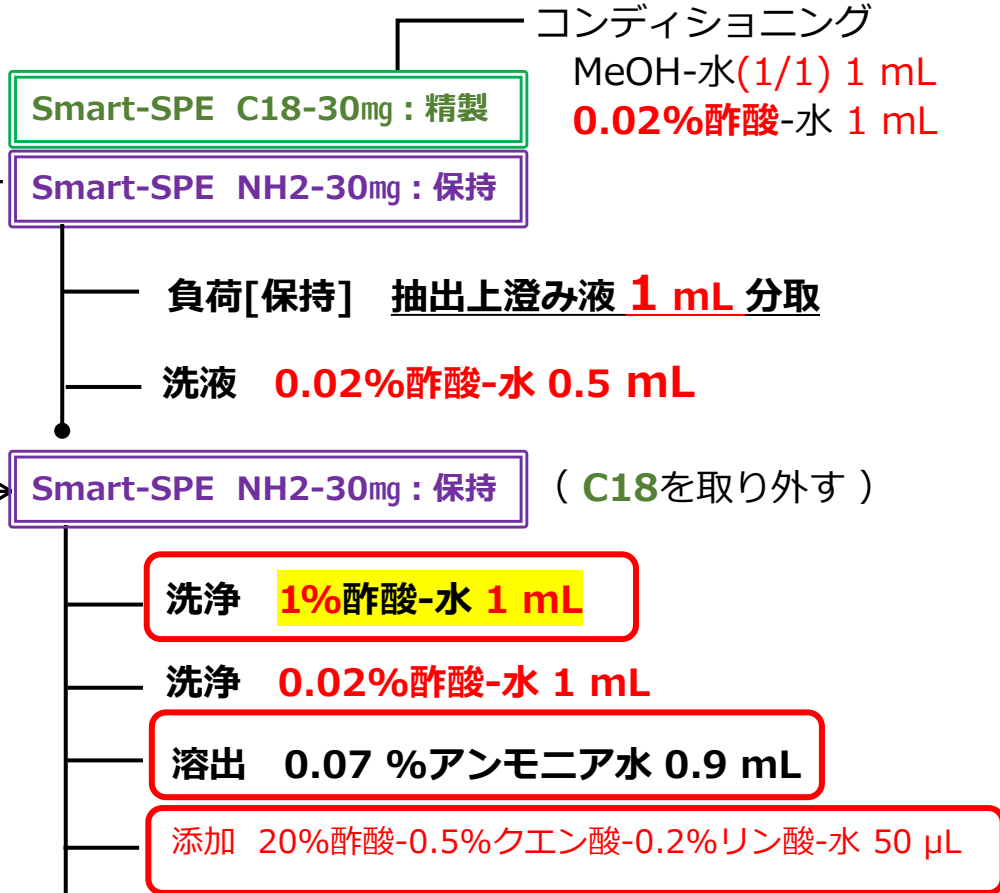 コンディショニング
MeOH-水(1/1) 1 mL
0.02%酢酸-水 1 mL
Smart-SPE C18-30㎎：精製
Smart-SPE NH2-30㎎：保持
負荷[保持] 抽出上澄み液 1 mL 分取
洗液 0.02%酢酸-水 0.5 mL
Smart-SPE NH2-30㎎：保持 （ C18を取り外す ）
洗浄 1%酢酸-水 1 mL
洗浄 0.02%酢酸-水 1 mL
溶出 0.07 %アンモニア水 0.9 mL
添加 20%酢酸-0.5%クエン酸-0.2%リン酸-水 50 μL